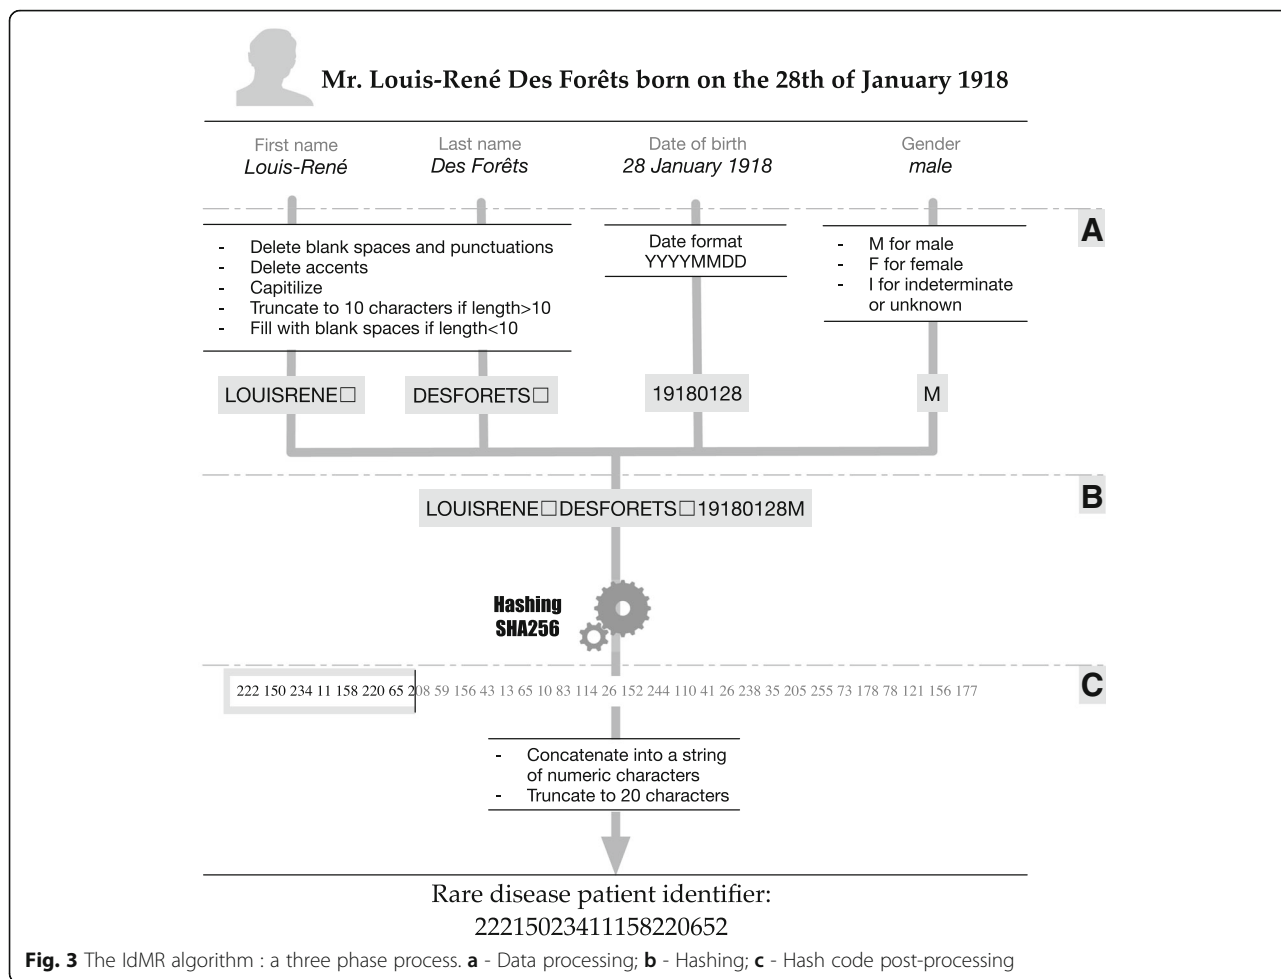 Mr. Louis-René Des Forêts born on the 28th of January 1918
First name
Louis-René
Last name
Des Forêts
Date of birth
28 January 1918
Gender
male
A
- Delete blank spaces and punctuations
- Delete accents
- Capitilize
- Truncate to 10 characters if length>10
- Fill with blank spaces if length<10
Date format
YYYYMMDD
- M for male
- F for female
- I for indeterminate
or unknown
LOUISRENE□
DESFORETS□
19180128
M
B
LOUISRENE□DESFORETS□19180128M
Hashing
SHA256
C
222 150 234 11 158 220 65 208 59 156 43 13 65 10 83 114 26 152 244 110 41 26 238 35 205 255 73 178 78 121 156 177
- Concatenate into a string
of numeric characters
- Truncate to 20 characters
Rare disease patient identifier:
22215023411158220652
Fig. 3 The IdMR algorithm : a three phase process. a - Data processing; b - Hashing; c - Hash code post-processing